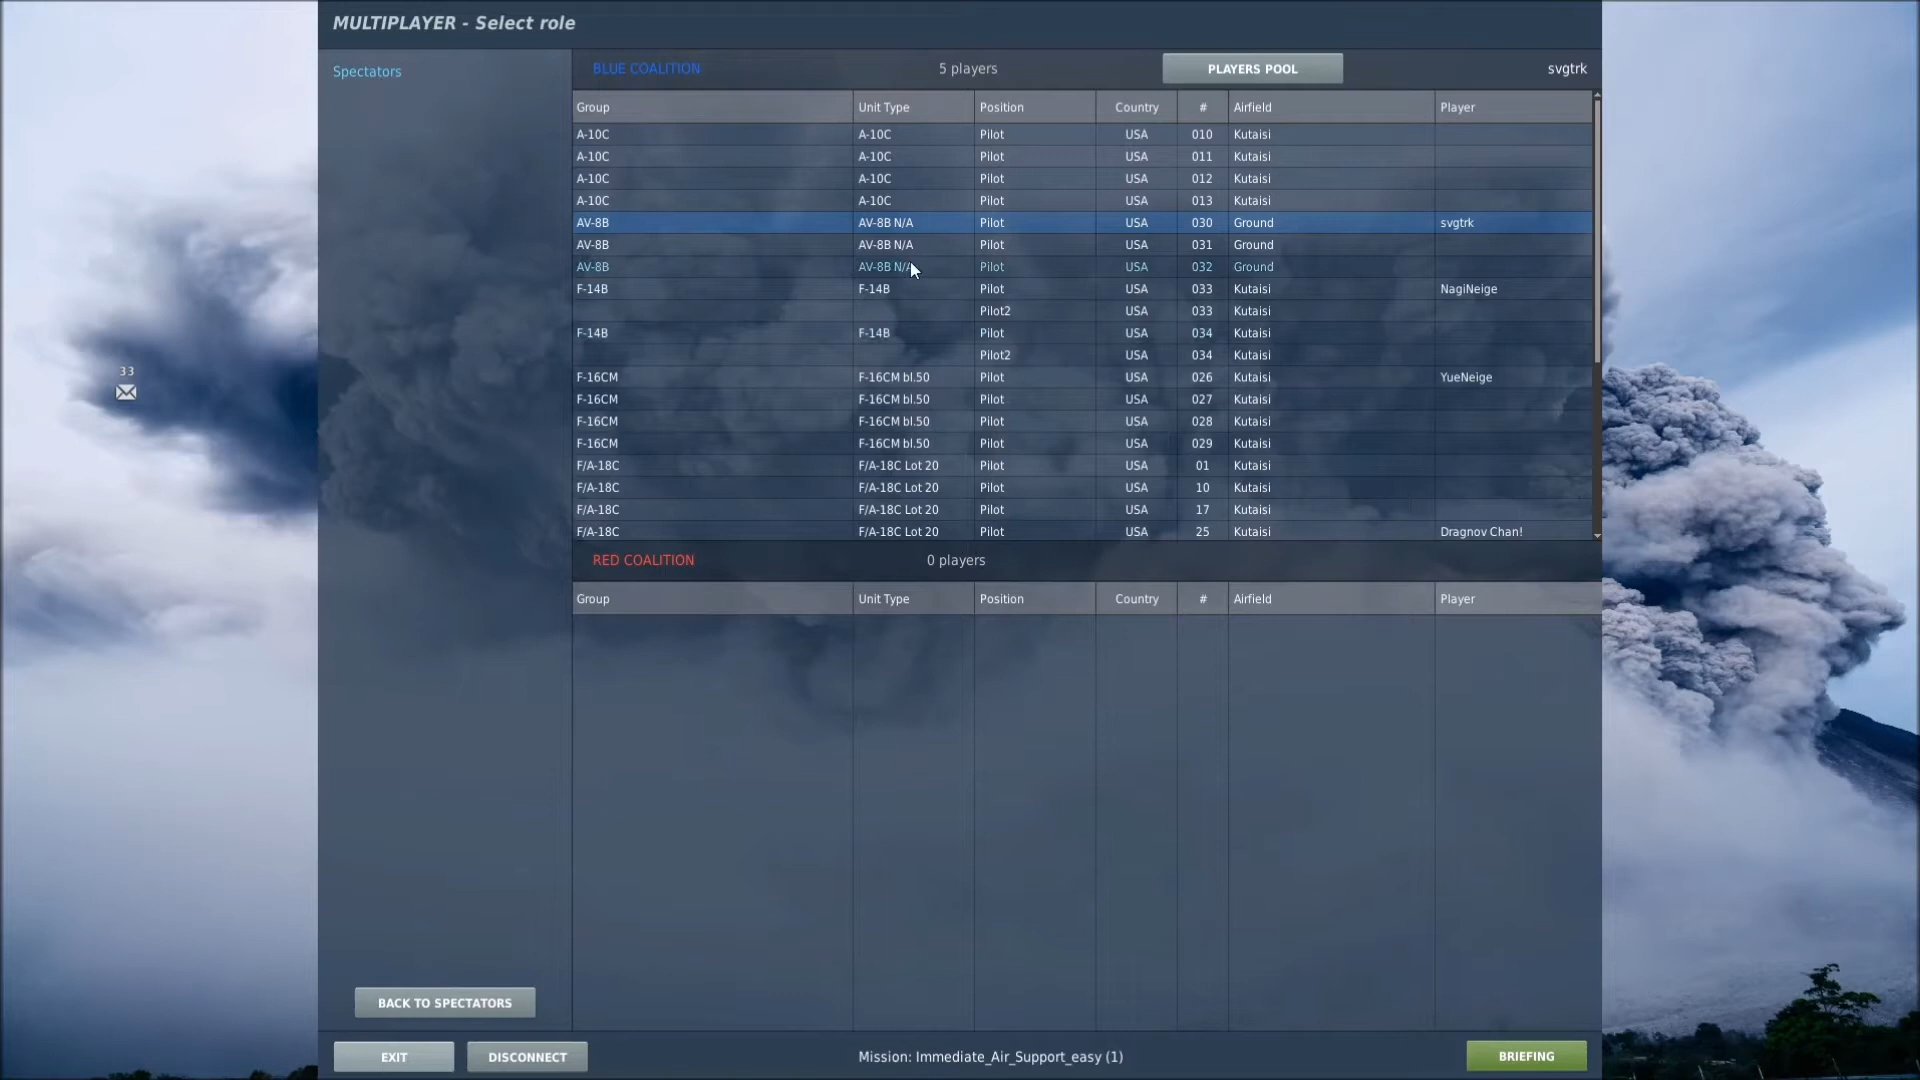 MULTIPLAYER - Select role
Spectators
BLUE COALITION 5 players PLAYERS POOL svgtrk
Group Unit Type Position Country # Airfield Player
A-10C A-10C Pilot USA 010 Kutaisi
A-10C A-10C Pilot USA 011 Kutaisi
A-10C A-10C Pilot USA 012 Kutaisi
A-10C A-10C Pilot USA 013 Kutaisi
AV-8B AV-8B N/A Pilot USA 030 Ground svgtrk
AV-8B AV-8B N/A Pilot USA 031 Ground
AV-8B AV-8B N/A Pilot USA 032 Ground
F-14B F-14B Pilot USA 033 Kutaisi NagiNeige
Pilot2 USA 033 Kutaisi
F-14B F-14B Pilot USA 034 Kutaisi
Pilot2 USA 034 Kutaisi
F-16CM F-16CM bl.50 Pilot USA 026 Kutaisi YueNeige
F-16CM F-16CM bl.50 Pilot USA 027 Kutaisi
F-16CM F-16CM bl.50 Pilot USA 028 Kutaisi
F-16CM F-16CM bl.50 Pilot USA 029 Kutaisi
F/A-18C F/A-18C Lot 20 Pilot USA 01 Kutaisi
F/A-18C F/A-18C Lot 20 Pilot USA 10 Kutaisi
F/A-18C F/A-18C Lot 20 Pilot USA 17 Kutaisi
F/A-18C F/A-18C Lot 20 Pilot USA 25 Kutaisi Dragnov Chan!
33
RED COALITION 0 players
Group Unit Type Position Country # Airfield Player
BACK TO SPECTATORS
EXIT DISCONNECT Mission: Immediate_Air_Support_easy (1) BRIEFING